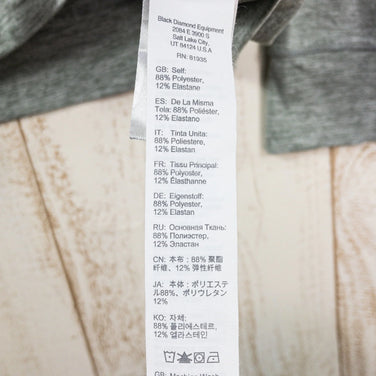 Black Diamond Equipment
2084 E 3900 S
Salt Lake City,
UT 84124 U.S.A
RN: 81935
GB: Self:
88% Polyester,
12% Elastane
ES: De La Misma
Tola: 88% Poliéster,
12% Elastano
IT: Tinta Unita:
88% Poliestere,
12% Elastan
FR: Tissu Principal:
88% Polyester,
12% Élasthanne
DE: Eigenstoff:
88% Polyester,
12% Elastan
RU: Основная Ткань:
88% Полиэстер,
12% Эластан
CN: 本布: 88% 聚酯
纤维、12% 弹性纤维
JA: 本体: ポリエステ
ル88%、ポリウレタン
12%
KO: 자체:
88% 폴리에스테르,
12% 엘라스테인
GB: Machine Wash